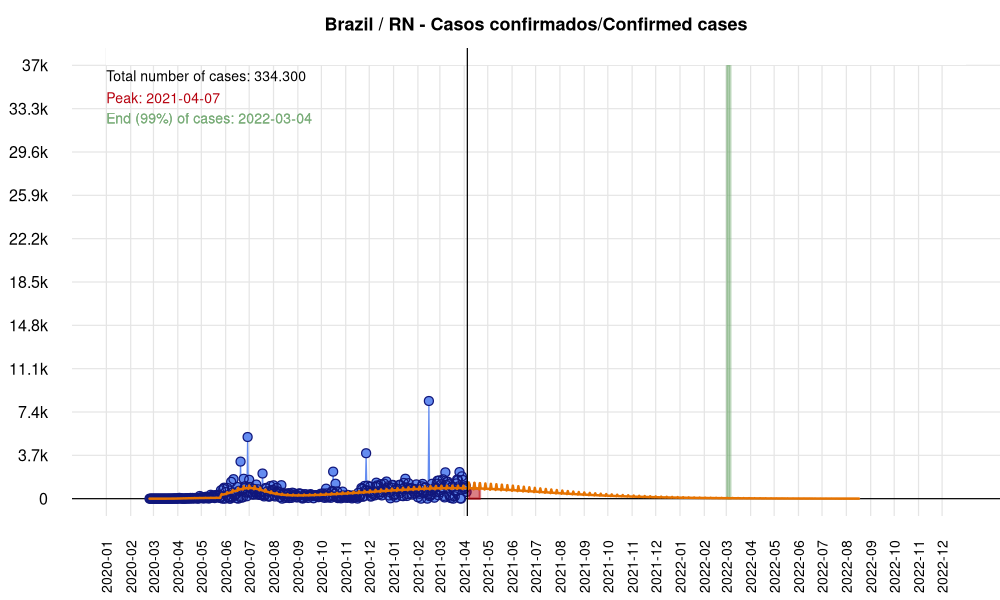 Brazil / RN - Casos confirmados/Confirmed cases
Total number of cases: 334.300
Peak: 2021-04-07
End (99%) of cases: 2022-03-04
37k
33.3k
29.6k
25.9k
22.2k
18.5k
14.8k
11.1k
7.4k
3.7k
0
2020-01
2020-02
2020-03
2020-04
2020-05
2020-06
2020-07
2020-08
2020-09
2020-10
2020-11
2020-12
2021-01
2021-02
2021-03
2021-04
2021-05
2021-06
2021-07
2021-08
2021-09
2021-10
2021-11
2021-12
2022-01
2022-02
2022-03
2022-04
2022-05
2022-06
2022-07
2022-08
2022-09
2022-10
2022-11
2022-12